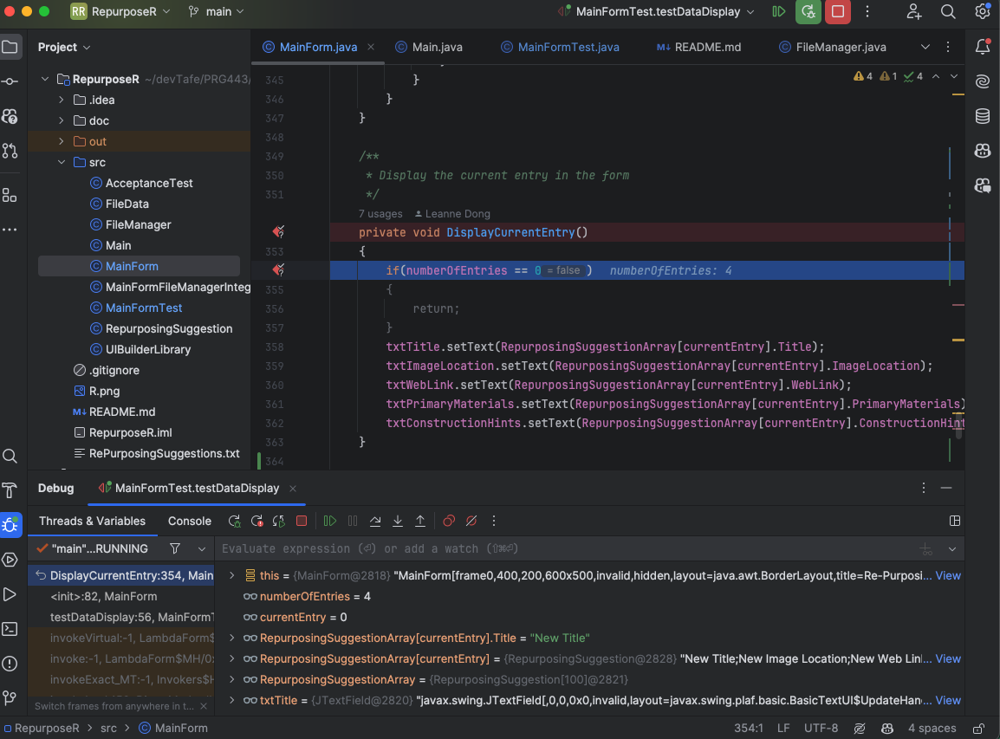 RR RepurposeR main MainFormTest.testDataDisplay
Project MainForm.java Main.java MainFormTest.java M↓ README.md FileManager.java
RepurposeR ~/devTafe/PRG443/
.idea
doc
out
src
AcceptanceTest
FileData
FileManager
Main
MainForm
MainFormFileManagerInteg
MainFormTest
RepurposingSuggestion
UIBuilderLibrary
.gitignore
R.png
M↓ README.md
RepurposeR.iml
RePurposingSuggestions.txt
4 1 4
345 }
346 }
347 }
348
349 /**
350 * Display the current entry in the form
351 */
7 usages Leanne Dong
private void DisplayCurrentEntry()
353 {
if(numberOfEntries == 0 = false ) numberOfEntries: 4
355 {
356 return;
357 }
358 txtTitle.setText(RepurposingSuggestionArray[currentEntry].Title);
359 txtImageLocation.setText(RepurposingSuggestionArray[currentEntry].ImageLocation);
360 txtWebLink.setText(RepurposingSuggestionArray[currentEntry].WebLink);
361 txtPrimaryMaterials.setText(RepurposingSuggestionArray[currentEntry].PrimaryMaterials)
362 txtConstructionHints.setText(RepurposingSuggestionArray[currentEntry].ConstructionHint
363 }
364
Debug MainFormTest.testDataDisplay
Threads & Variables Console
"main"...RUNNING
Evaluate expression (⏎) or add a watch (⇧⌘⏎)
DisplayCurrentEntry:354, Main
<init>:82, MainForm
testDataDisplay:56, MainFormT
invokeVirtual:-1, LambdaForm$
invoke:-1, LambdaForm$MH/0x
invokeExact_MT:-1, Invokers$H
Switch frames from anywhere in t...
this = {MainForm@2818} "MainForm[frame0,400,200,600x500,invalid,hidden,layout=java.awt.BorderLayout,title=Re-Purposi... View
numberOfEntries = 4
currentEntry = 0
RepurposingSuggestionArray[currentEntry].Title = "New Title"
RepurposingSuggestionArray[currentEntry] = {RepurposingSuggestion@2828} "New Title;New Image Location;New Web Lin... View
RepurposingSuggestionArray = {RepurposingSuggestion[100]@2821}
txtTitle = {JTextField@2820} "javax.swing.JTextField[,0,0,0x0,invalid,layout=javax.swing.plaf.basic.BasicTextUI$UpdateHan... View
RepurposeR > src > MainForm 354:1 LF UTF-8 4 spaces